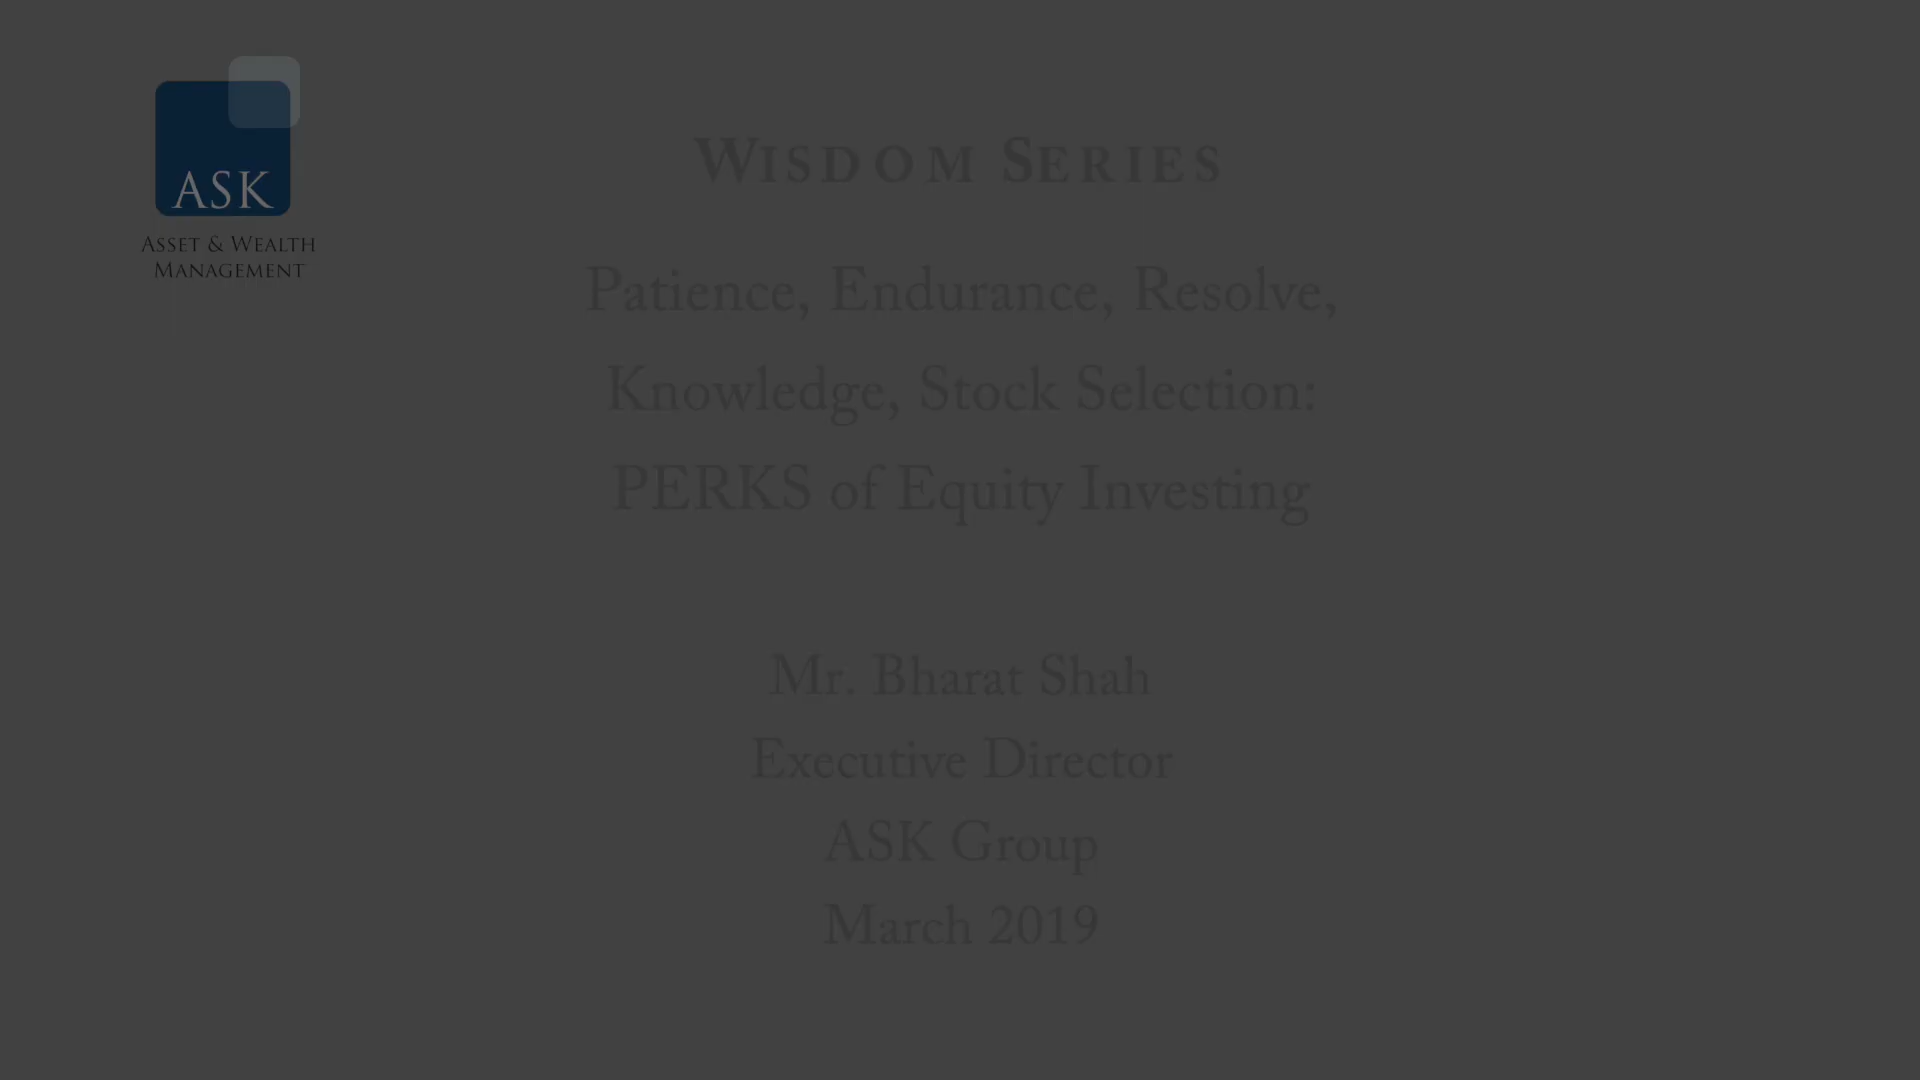 ASK
ASSET & WEALTH
MANAGEMENT
WISDOM SERIES
Patience, Endurance, Resolve,
Knowledge, Stock Selection:
PERKS of Equity Investing
Mr. Bharat Shah
Executive Director
ASK Group
March 2019